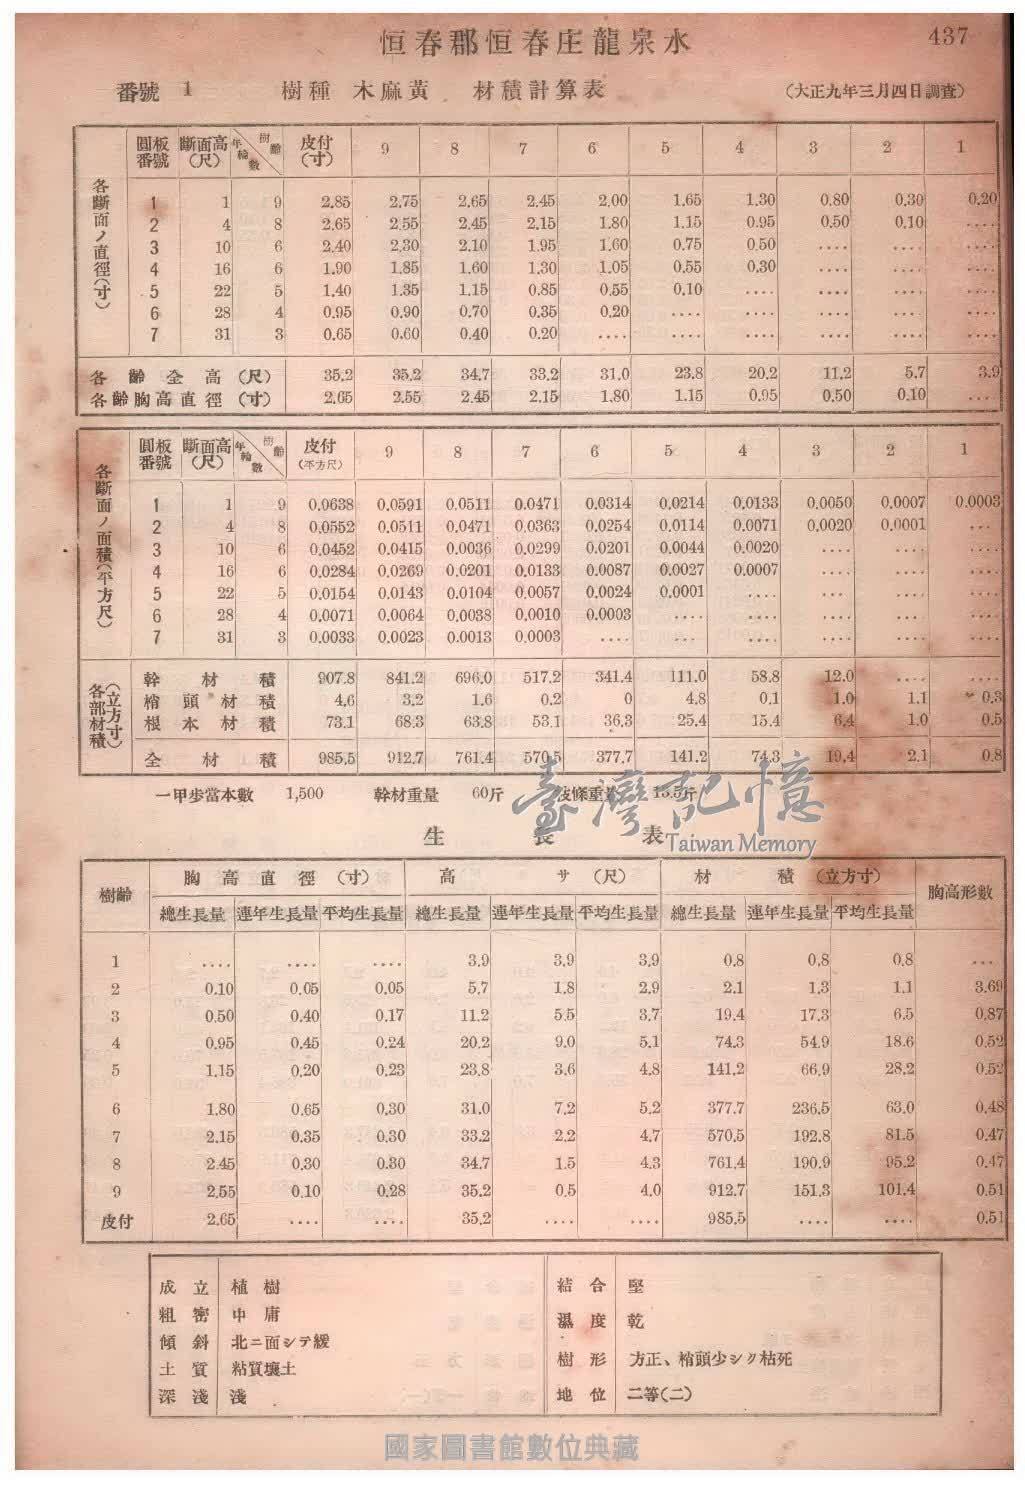 437
恒春郡恒春庄龍泉水
番號 1 樹種 木麻黃 材積計算表 (大正九年三月四日調查)
各斷面ノ直徑(寸)
圓板番號 斷面高(尺) 年輪數 樹齡 皮付(寸) 9 8 7 6 5 4 3 2 1
1 1 9 2.85 2.75 2.65 2.45 2.00 1.65 1.30 0.80 0.30 0.20
2 4 8 2.65 2.55 2.45 2.15 1.80 1.15 0.95 0.50 0.10 ....
3 10 6 2.40 2.30 2.10 1.95 1.60 0.75 0.50 .... .... ....
4 16 6 1.90 1.85 1.60 1.30 1.05 0.55 0.30 .... .... ....
5 22 5 1.40 1.35 1.15 0.85 0.55 0.10 .... .... .... ....
6 28 4 0.95 0.90 0.70 0.35 0.20 .... .... .... .... ....
7 31 3 0.65 0.60 0.40 0.20 .... .... .... .... .... ....
各齡全高(尺) 35.2 35.2 34.7 33.2 31.0 23.8 20.2 11.2 5.7 3.9
各齡胸高直徑(寸) 2.65 2.55 2.45 2.15 1.80 1.15 0.95 0.50 0.10 ....
各斷面ノ面積(平方尺)
圓板番號 斷面高(尺) 年輪數 樹齡 皮付(平方尺) 9 8 7 6 5 4 3 2 1
1 1 9 0.0638 0.0591 0.0511 0.0471 0.0314 0.0214 0.0133 0.0050 0.0007 0.0003
2 4 8 0.0552 0.0511 0.0471 0.0363 0.0254 0.0114 0.0071 0.0020 0.0001 ...
3 10 6 0.0452 0.0415 0.0036 0.0299 0.0201 0.0044 0.0020 .... .... ....
4 16 6 0.0284 0.0269 0.0201 0.0133 0.0087 0.0027 0.0007 .... .... ....
5 22 5 0.0154 0.0143 0.0104 0.0057 0.0024 0.0001 .... .... .... ....
6 28 4 0.0071 0.0064 0.0038 0.0010 0.0003 .... .... .... .... ....
7 31 3 0.0033 0.0023 0.0013 0.0003 .... .... .... .... .... ....
各部材積(立方寸)
幹材積 907.8 841.2 696.0 517.2 341.4 111.0 58.8 12.0 .... ....
梢頭材積 4.6 3.2 1.6 0.2 0 4.8 0.1 1.0 1.1 0.3
根本材積 73.1 68.3 63.8 53.1 36.3 25.4 15.4 6.4 1.0 0.5
全材積 985.5 912.7 761.4 570.5 377.7 141.2 74.3 19.4 2.1 0.8
一甲步當本數 1,500 幹材重量 60斤 枝條重量 13.5斤
臺灣記憶
Taiwan Memory
生長表
樹齡 胸高直徑(寸) 高サ(尺) 材積(立方寸) 胸高形數
總生長量 連年生長量 平均生長量 總生長量 連年生長量 平均生長量 總生長量 連年生長量 平均生長量
1 .... .... .... 3.9 3.9 3.9 0.8 0.8 0.8 ...
2 0.10 0.05 0.05 5.7 1.8 2.9 2.1 1.3 1.1 3.69
3 0.50 0.40 0.17 11.2 5.5 3.7 19.4 17.3 6.5 0.87
4 0.95 0.45 0.24 20.2 9.0 5.1 74.3 54.9 18.6 0.52
5 1.15 0.20 0.23 23.8 3.6 4.8 141.2 66.9 28.2 0.52
6 1.80 0.65 0.30 31.0 7.2 5.2 377.7 236.5 63.0 0.48
7 2.15 0.35 0.30 33.2 2.2 4.7 570.5 192.8 81.5 0.47
8 2.45 0.30 0.30 34.7 1.5 4.3 761.4 190.9 95.2 0.47
9 2.55 0.10 0.28 35.2 0.5 4.0 912.7 151.3 101.4 0.51
皮付 2.65 .... .... 35.2 .... .... 985.5 .... .... 0.51
成立 植樹
粗密 中庸
傾斜 北ニ面シテ緩
土質 粘質壤土
深淺 淺
結合 堅
濕度 乾
樹形 方正、梢頭少シク枯死
地位 二等(二)
國家圖書館數位典藏